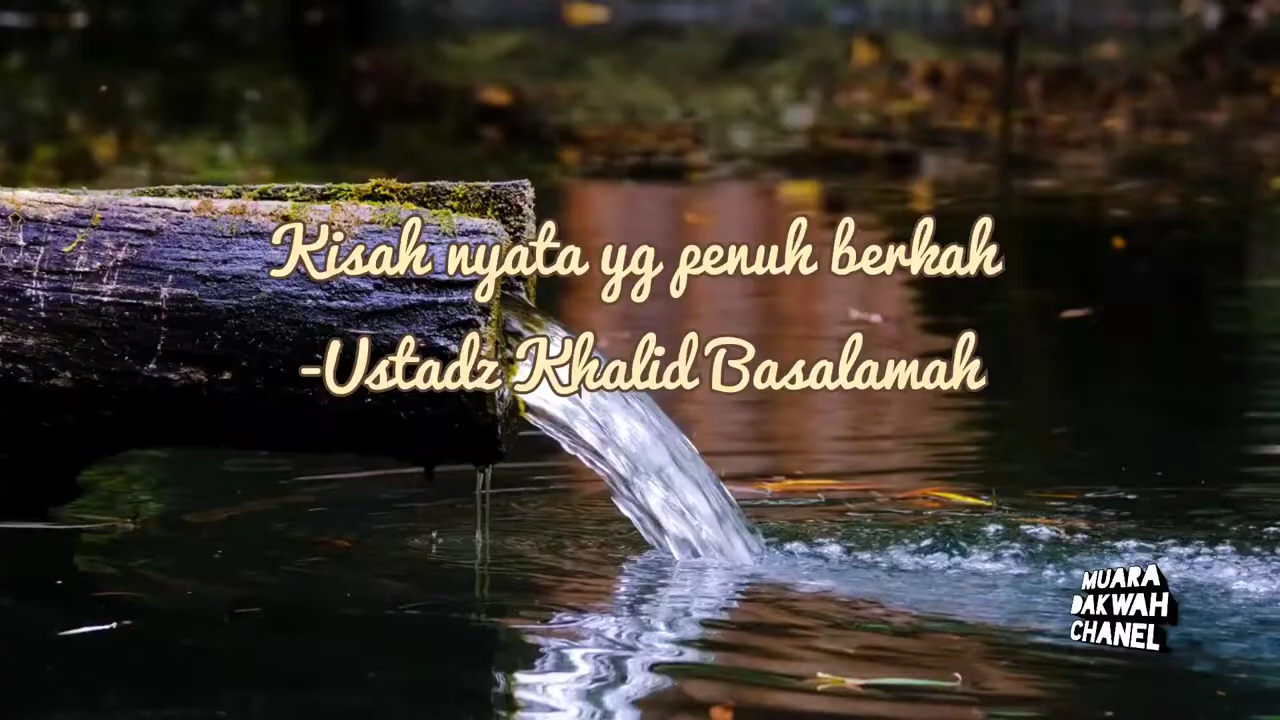 Kisah nyata yg penuh berkah
-Ustadz Khalid Basalamah
MUARA
DAKWAH
CHANEL